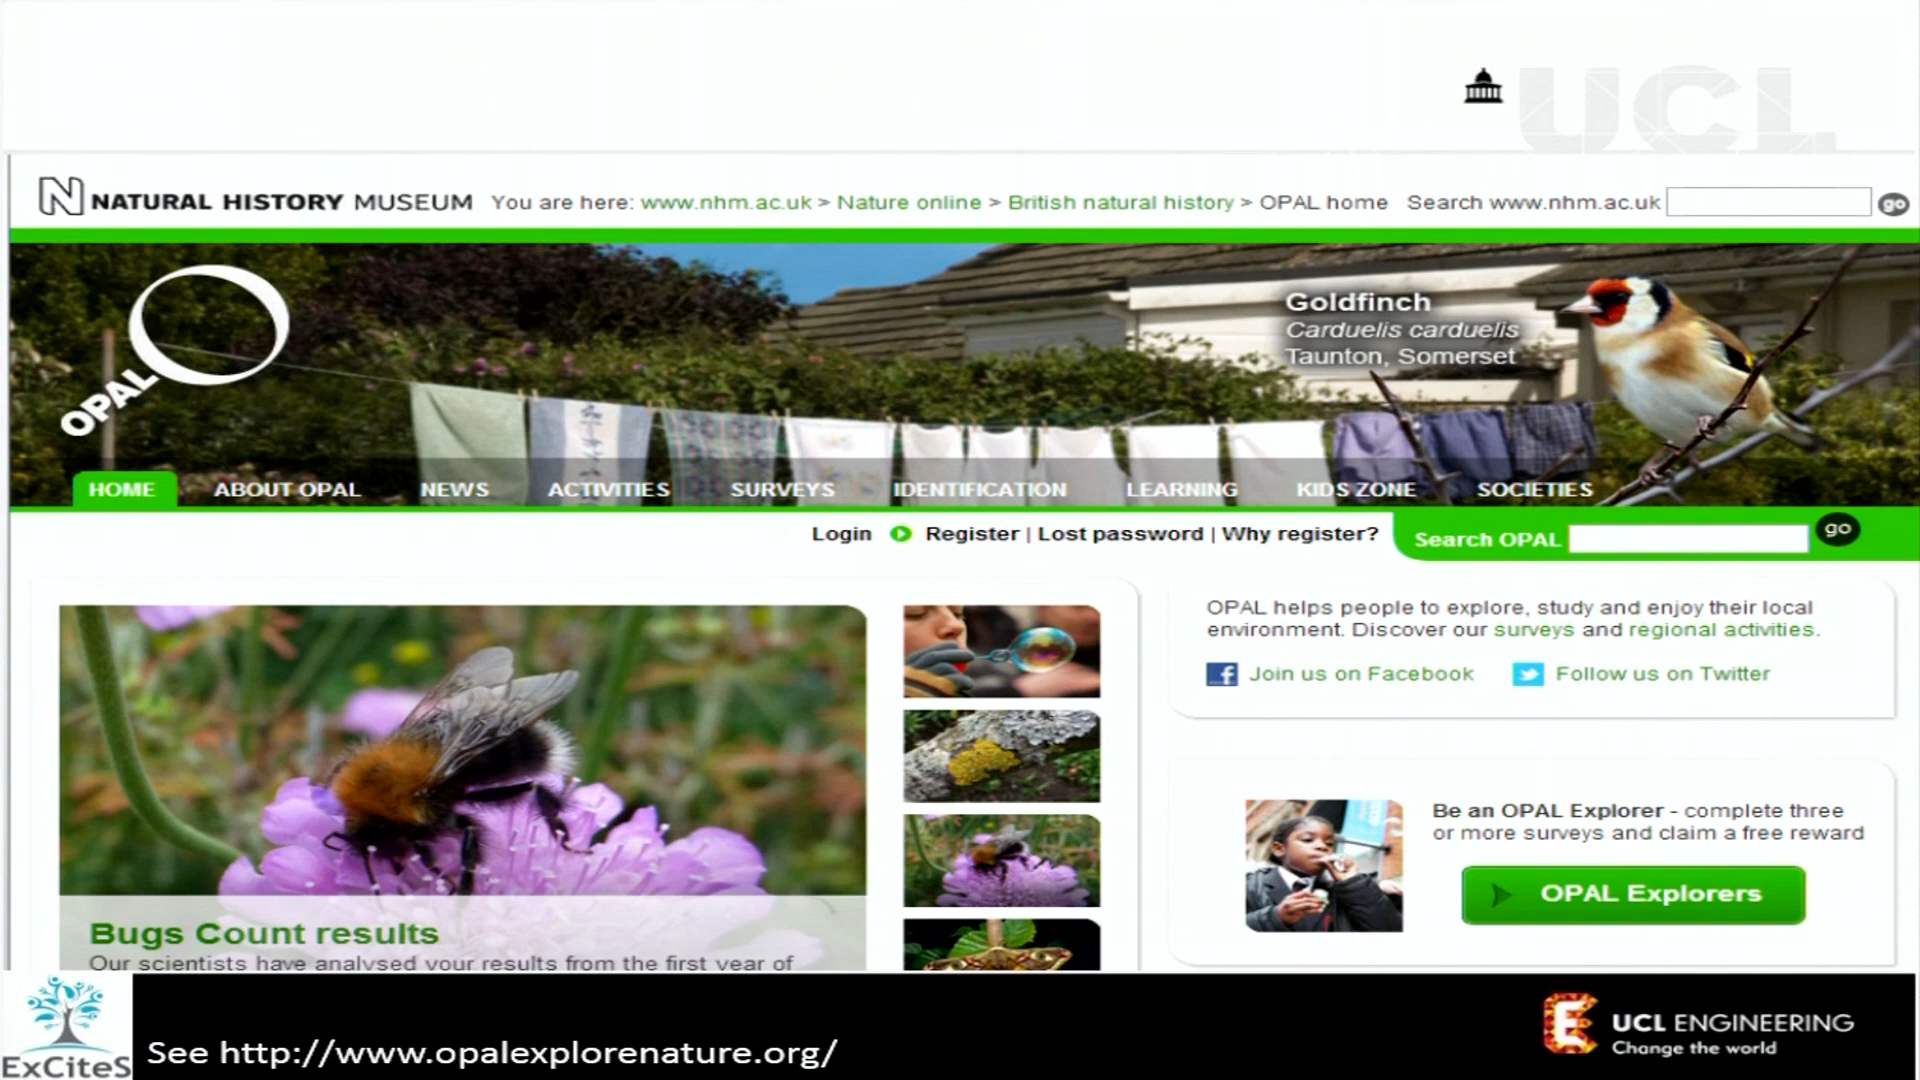 UCL
N NATURAL HISTORY MUSEUM You are here: www.nhm.ac.uk > Nature online > British natural history > OPAL home Search www.nhm.ac.uk go
OPAL
Goldfinch
Carduelis carduelis
Taunton, Somerset
HOME ABOUT OPAL NEWS ACTIVITIES SURVEYS IDENTIFICATION LEARNING KIDS ZONE SOCIETIES
Login Register | Lost password | Why register? Search OPAL go
OPAL helps people to explore, study and enjoy their local
environment. Discover our surveys and regional activities.
Join us on Facebook Follow us on Twitter
Be an OPAL Explorer - complete three
or more surveys and claim a free reward
OPAL Explorers
Bugs Count results
Our scientists have analysed your results from the first year of
ExCiteS
See http://www.opalexplorenature.org/
UCL ENGINEERING
Change the world